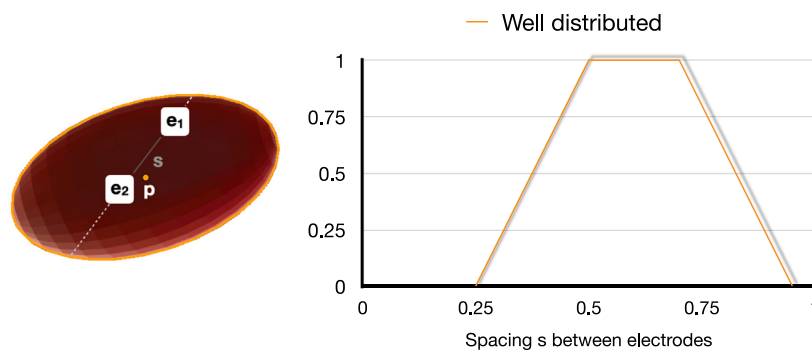 Well distributed
e1
s
e2
p
1
0.75
0.5
0.25
0
0
0.25
0.5
0.75
Spacing s between electrodes